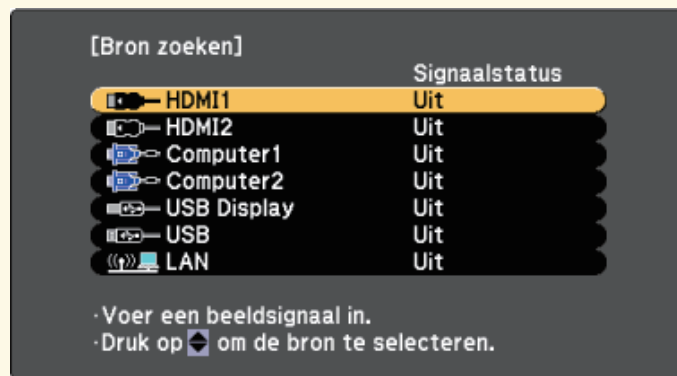 [Bron zoeken]
Signaalstatus
HDMI1 Uit
HDMI2 Uit
Computer1 Uit
Computer2 Uit
USB Display Uit
USB Uit
LAN Uit
·Voer een beeldsignaal in.
·Druk op om de bron te selecteren.